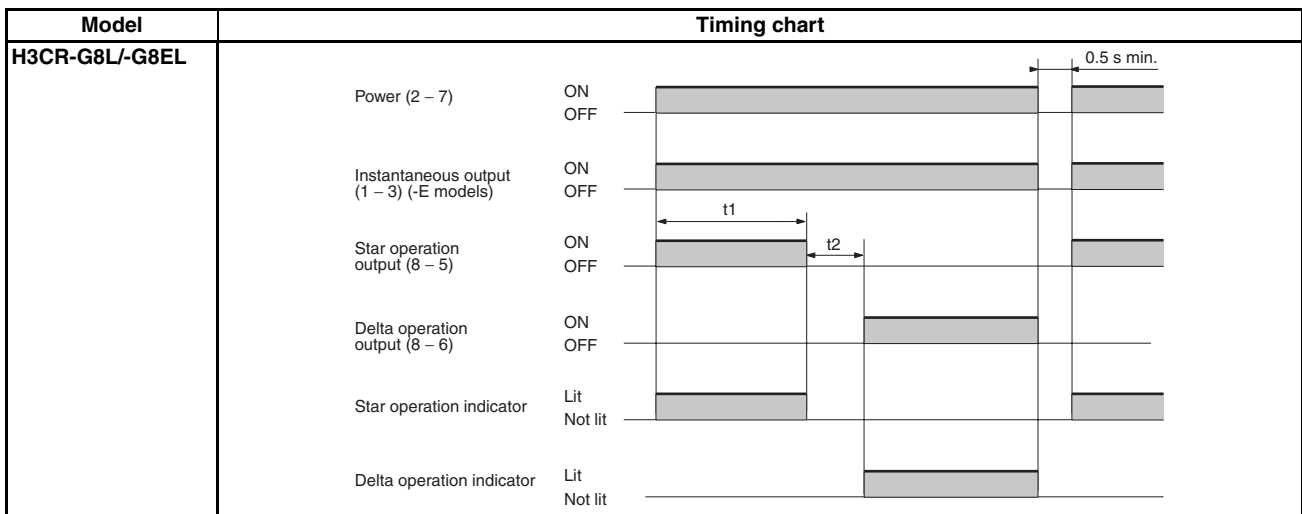 Model Timing chart
H3CR-G8L/-G8EL
0.5 s min.
Power (2 – 7) ON
OFF
Instantaneous output ON
(1 – 3) (-E models) OFF
t1
Star operation ON
output (8 – 5) OFF
t2
Delta operation ON
output (8 – 6) OFF
Star operation indicator Lit
Not lit
Delta operation indicator Lit
Not lit